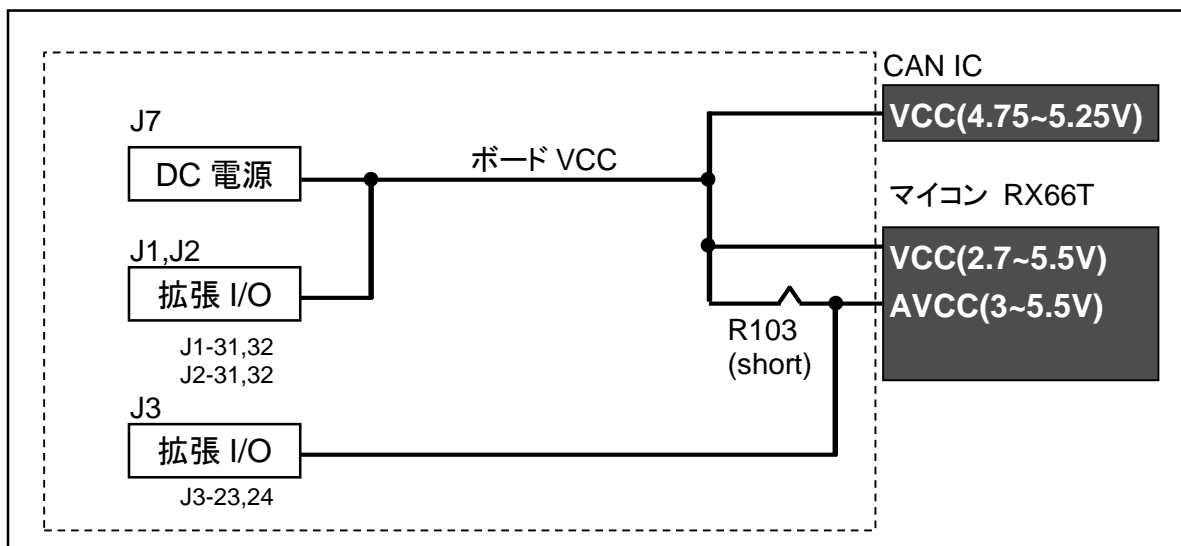 J7
DC 電源
J1,J2
拡張 I/O
J1-31,32
J2-31,32
J3
拡張 I/O
J3-23,24
ボード VCC
R103
(short)
CAN IC
VCC(4.75~5.25V)
マイコン RX66T
VCC(2.7~5.5V)
AVCC(3~5.5V)